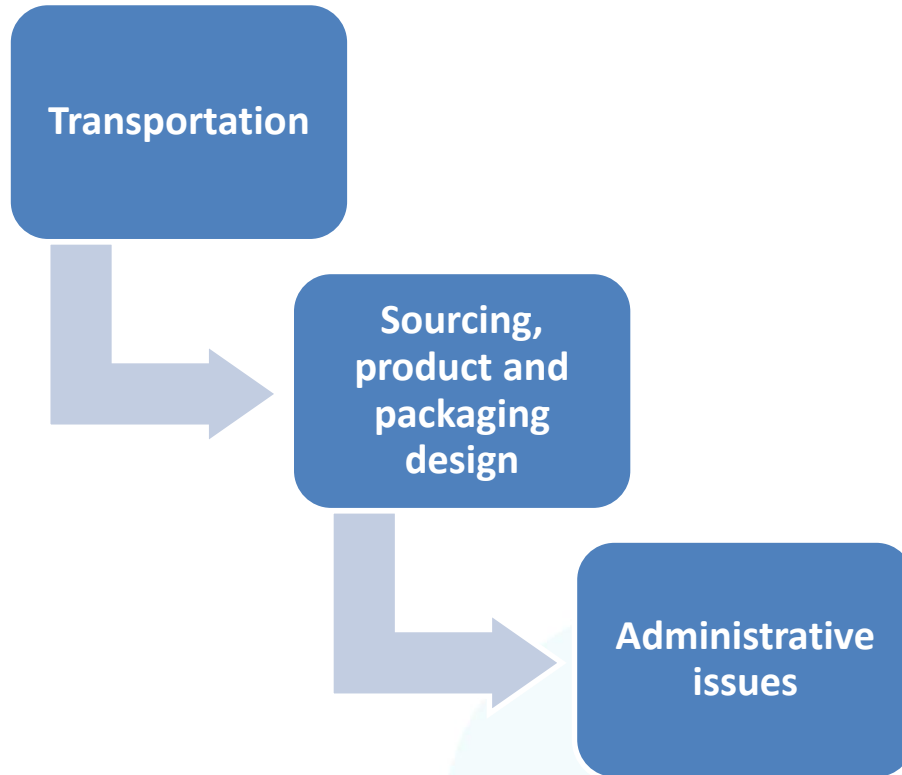 Transportation
Sourcing,
product and
packaging
design
Administrative
issues